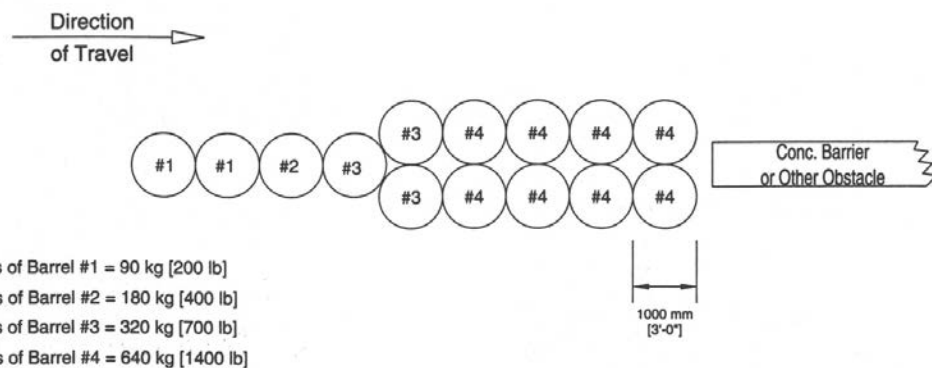 Direction
of Travel
#3 #4 #4 #4 #4
#1 #1 #2 #3
#3 #4 #4 #4 #4
Conc. Barrier
or Other Obstacle
of Barrel #1 = 90 kg [200 lb]
of Barrel #2 = 180 kg [400 lb]
of Barrel #3 = 320 kg [700 lb]
of Barrel #4 = 640 kg [1400 lb]
1000 mm
[3'-0"]